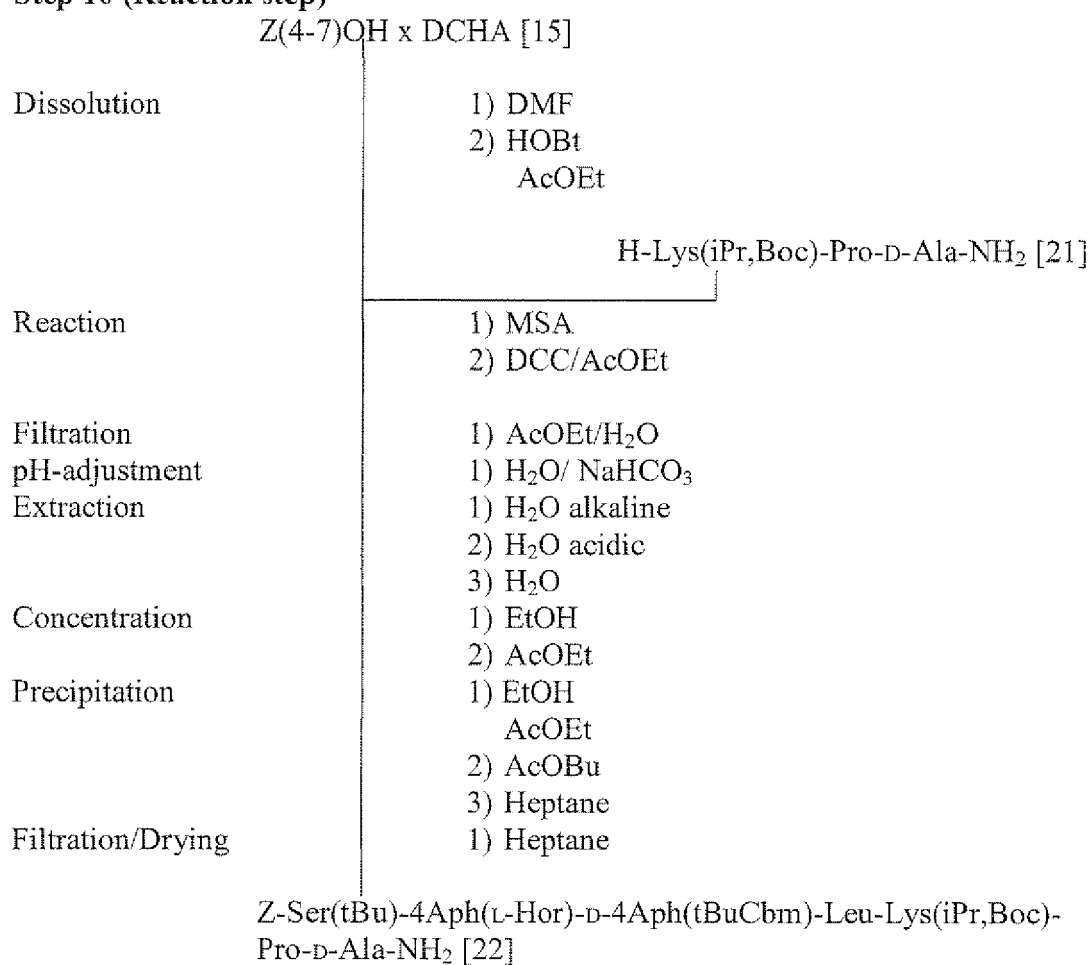 Step 10 (Reaction step)
Z(4-7)OH x DCHA [15]
Dissolution 1) DMF
2) HOBt
AcOEt
H-Lys(iPr,Boc)-Pro-D-Ala-NH₂ [21]
Reaction 1) MSA
2) DCC/AcOEt
Filtration 1) AcOEt/H₂O
pH-adjustment 1) H₂O/ NaHCO₃
Extraction 1) H₂O alkaline
2) H₂O acidic
3) H₂O
Concentration 1) EtOH
2) AcOEt
Precipitation 1) EtOH
AcOEt
2) AcOBu
3) Heptane
Filtration/Drying 1) Heptane
Z-Ser(tBu)-4Aph(L-Hor)-D-4Aph(tBuCbm)-Leu-Lys(iPr,Boc)-
Pro-D-Ala-NH₂ [22]